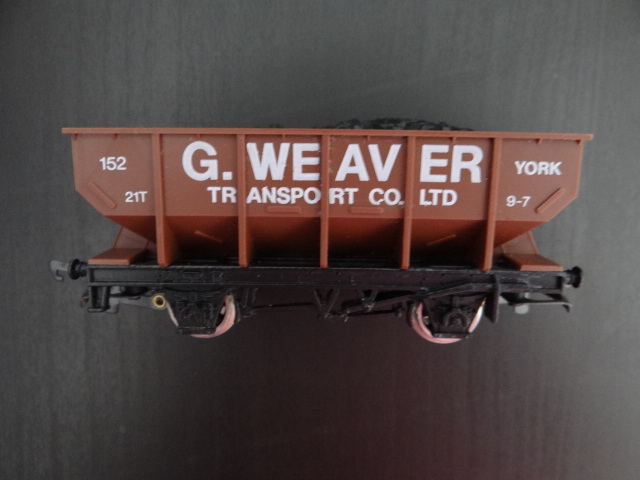 152 G. WEAVER YORK
21T TRANSPORT CO. LTD 9-7